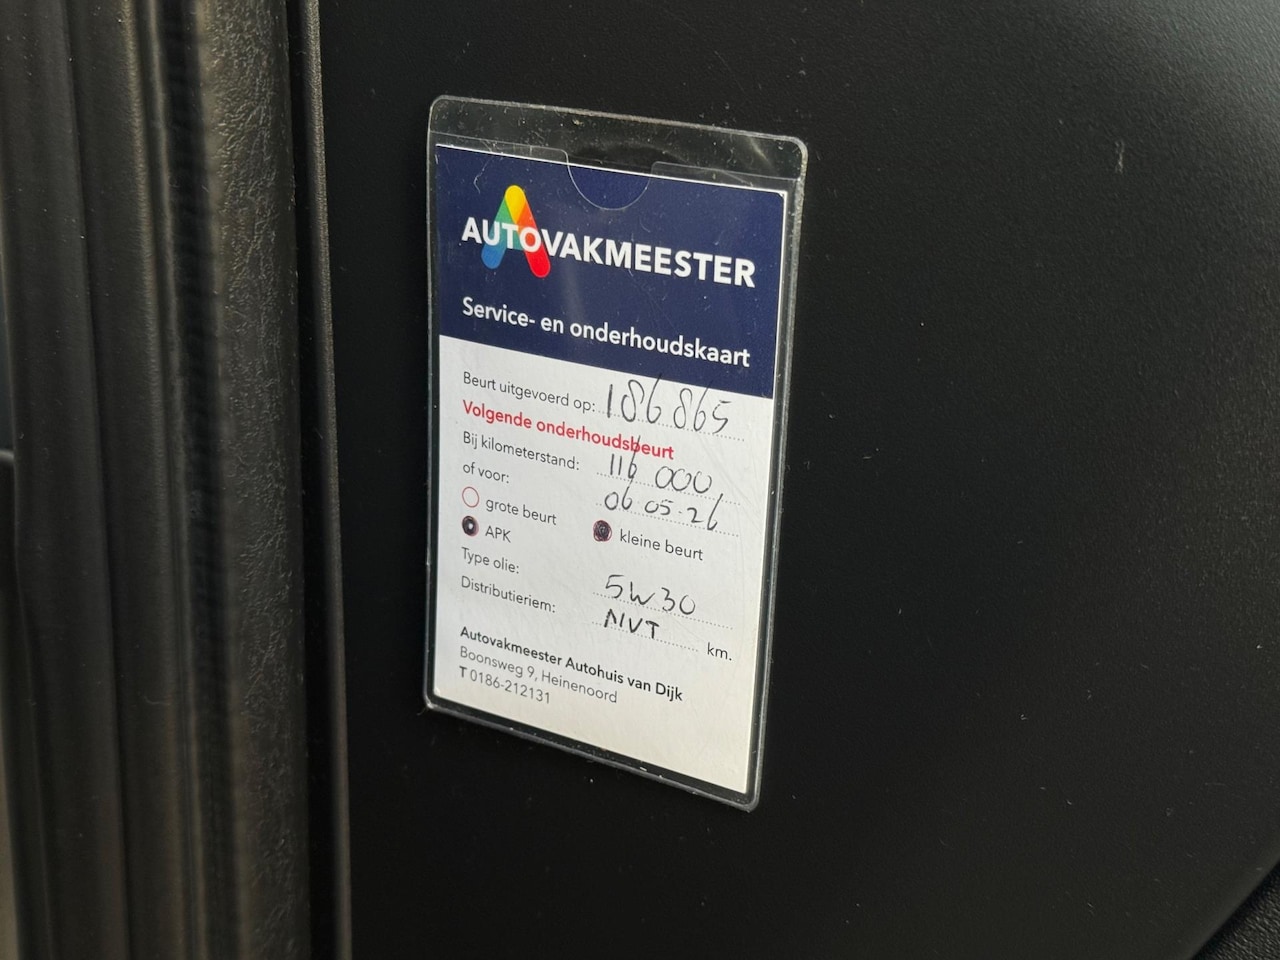 AUTOVAKMEESTER
Service- en onderhoudskaart
Beurt uitgevoerd op: 186 865
Volgende onderhoudsbeurt
Bij kilometerstand: 116 000
of voor: 06 05-26
grote beurt
APK
kleine beurt
Type olie: 5W30
Distributieriem: NVT km.
Autovakmeester Autohuis van Dijk
Boonsweg 9, Heinenoord
T 0186-212131